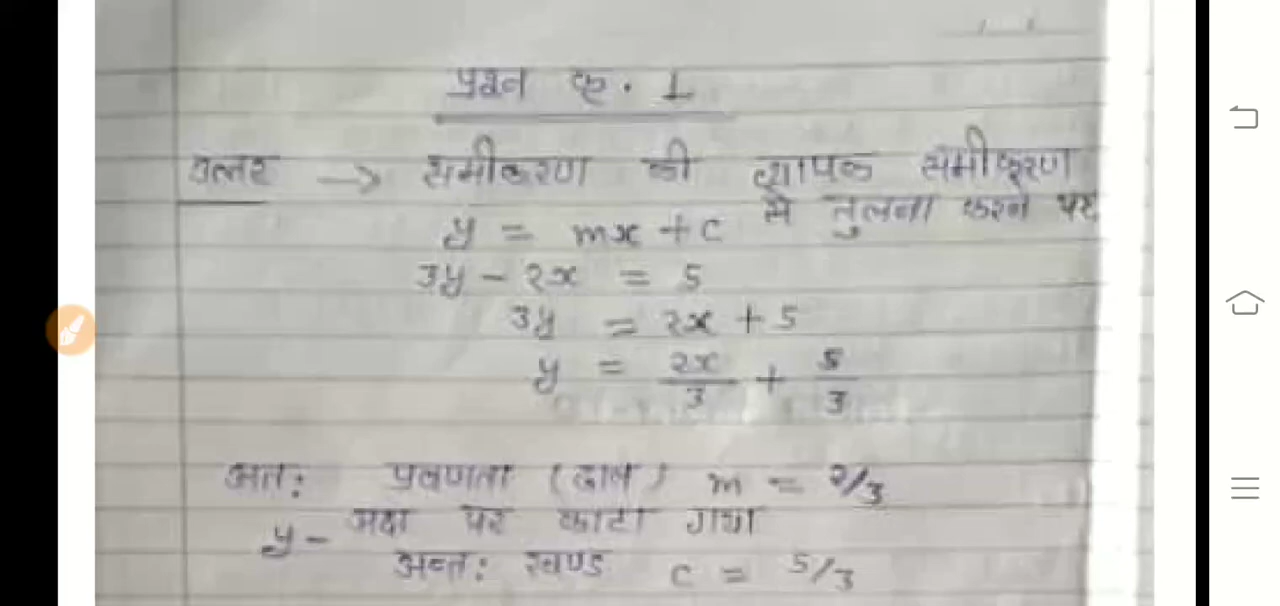 प्रश्न क्र. 1
उत्तर → समीकरण की व्यापक समीकरण
से तुलना करने पर
y = mx + c
3y - 2x = 5
3y = 2x + 5
y = 2x/3 + 5/3
अतः प्रवणता (ढाल) m = 2/3
y - अक्ष पर काटा गया
अन्तः खण्ड c = 5/3